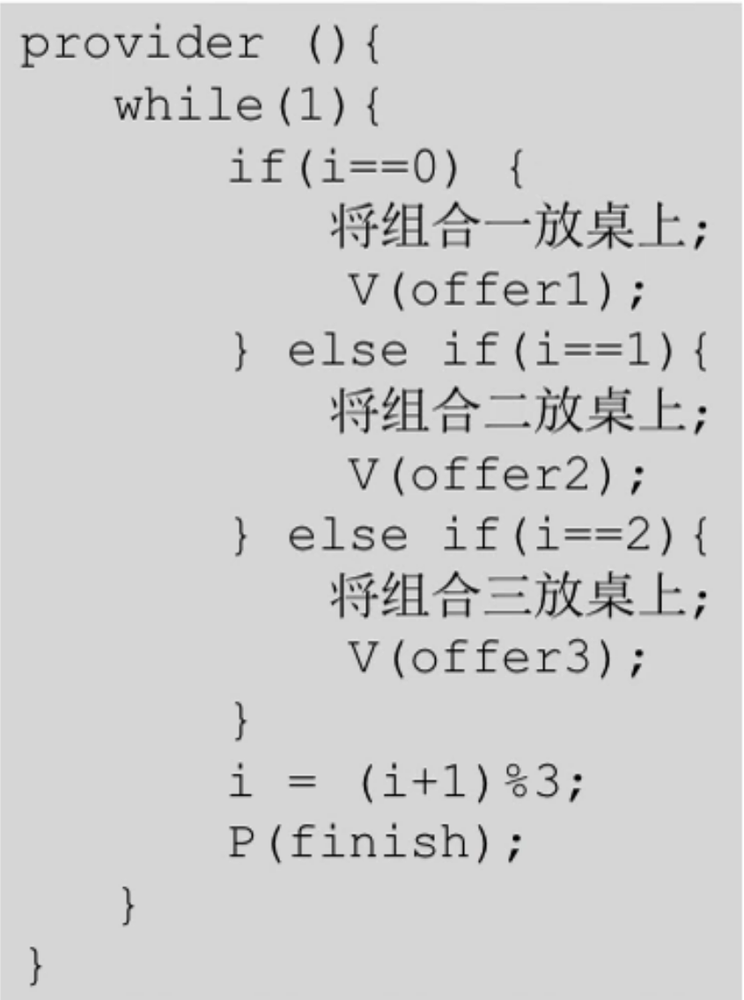 provider (){
    while(1){
        if(i==0) {
            将组合一放桌上;
            V(offer1);
        } else if(i==1){
            将组合二放桌上;
            V(offer2);
        } else if(i==2){
            将组合三放桌上;
            V(offer3);
        }
        i = (i+1)%3;
        P(finish);
    }
}